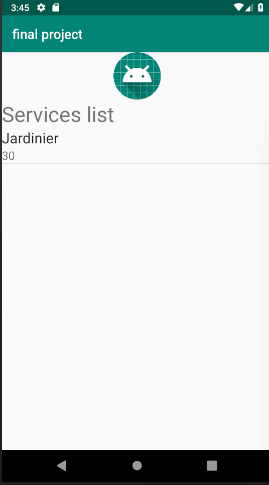 3:45
final project
Services list
Jardinier
30